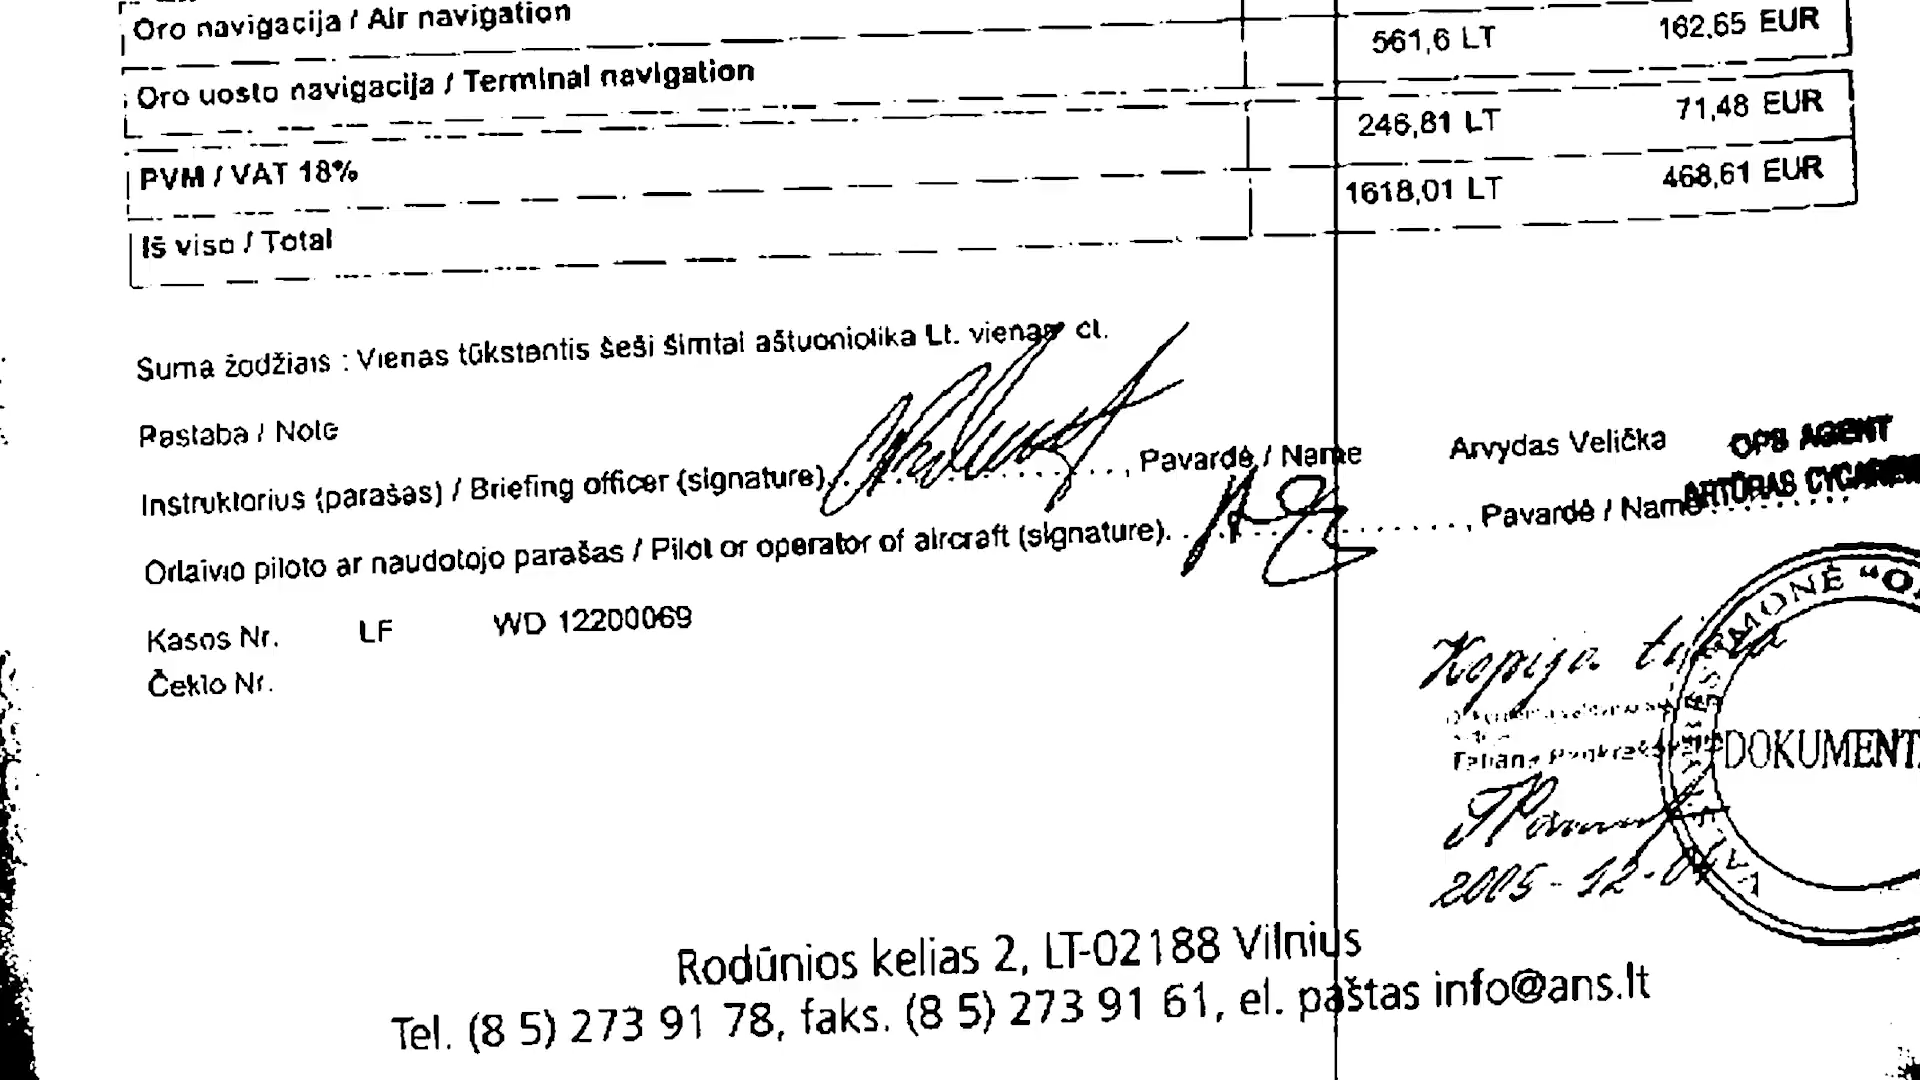 Oro navigacija / Air navigation
561,6 LT 162,65 EUR
Oro uosto navigacija / Terminal navigation
246,81 LT 71,48 EUR
PVM / VAT 18%
1618,01 LT 468,61 EUR
Iš viso / Total
Suma žodžiais : Vienas tūkstantis šeši šimtai aštuoniolika Lt. vienas ct.
Pastaba / Note
Instruktorius (parašas) / Briefing officer (signature) , Pavardė / Name Arvydas Velička
OPS AGENT
Orlaivio piloto ar naudotojo parašas / Pilot or operator of aircraft (signature) , Pavardė / Name ARTŪRAS
Kasos Nr. LF WD 12200069
Čekio Nr.
Kopija
ĮMONĖ "O
DOKUMENT
2005-12-
Rodūnios kelias 2, LT-02188 Vilnius
Tel. (8 5) 273 91 78, faks. (8 5) 273 91 61, el. paštas info@ans.lt